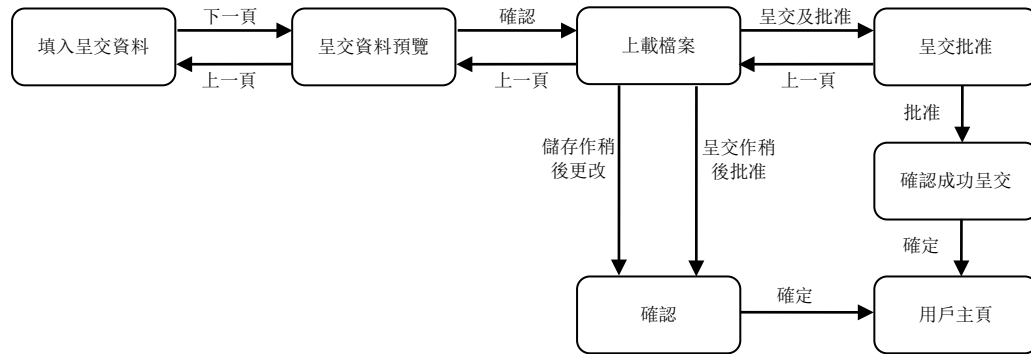 下一頁
確認
呈交及批准
填入呈交資料
呈交資料預覽
上載檔案
呈交批准
上一頁
上一頁
上一頁
批准
儲存作稍
後更改
呈交作稍
後批准
確認成功呈交
確定
確認
確定
用戶主頁